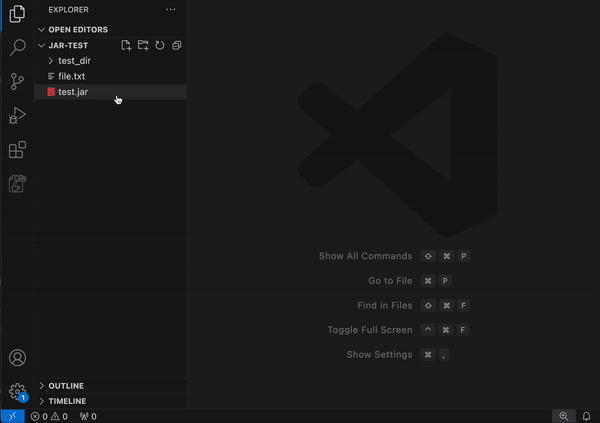 EXPLORER
OPEN EDITORS
JAR-TEST
test_dir
file.txt
test.jar
Show All Commands ⇧ ⌘ P
Go to File ⌘ P
Find in Files ⇧ ⌘ F
Toggle Full Screen ^ ⌘ F
Show Settings ⌘ ,
OUTLINE
TIMELINE
1
0 0 0